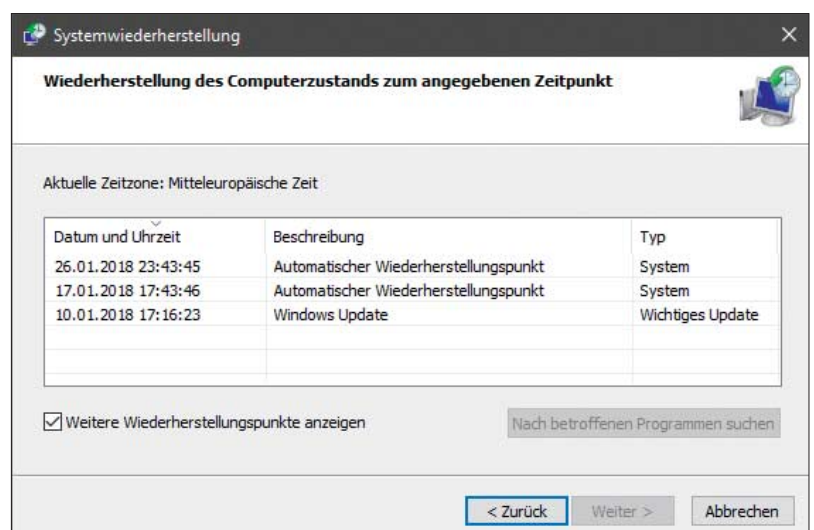 Systemwiederherstellung
Wiederherstellung des Computerzustands zum angegebenen Zeitpunkt
Aktuelle Zeitzone: Mitteleuropäische Zeit
Datum und Uhrzeit Beschreibung Typ
26.01.2018 23:43:45 Automatischer Wiederherstellungspunkt System
17.01.2018 17:43:46 Automatischer Wiederherstellungspunkt System
10.01.2018 17:16:23 Windows Update Wichtiges Update
Weitere Wiederherstellungspunkte anzeigen Nach betroffenen Programmen suchen
< Zurück Weiter > Abbrechen